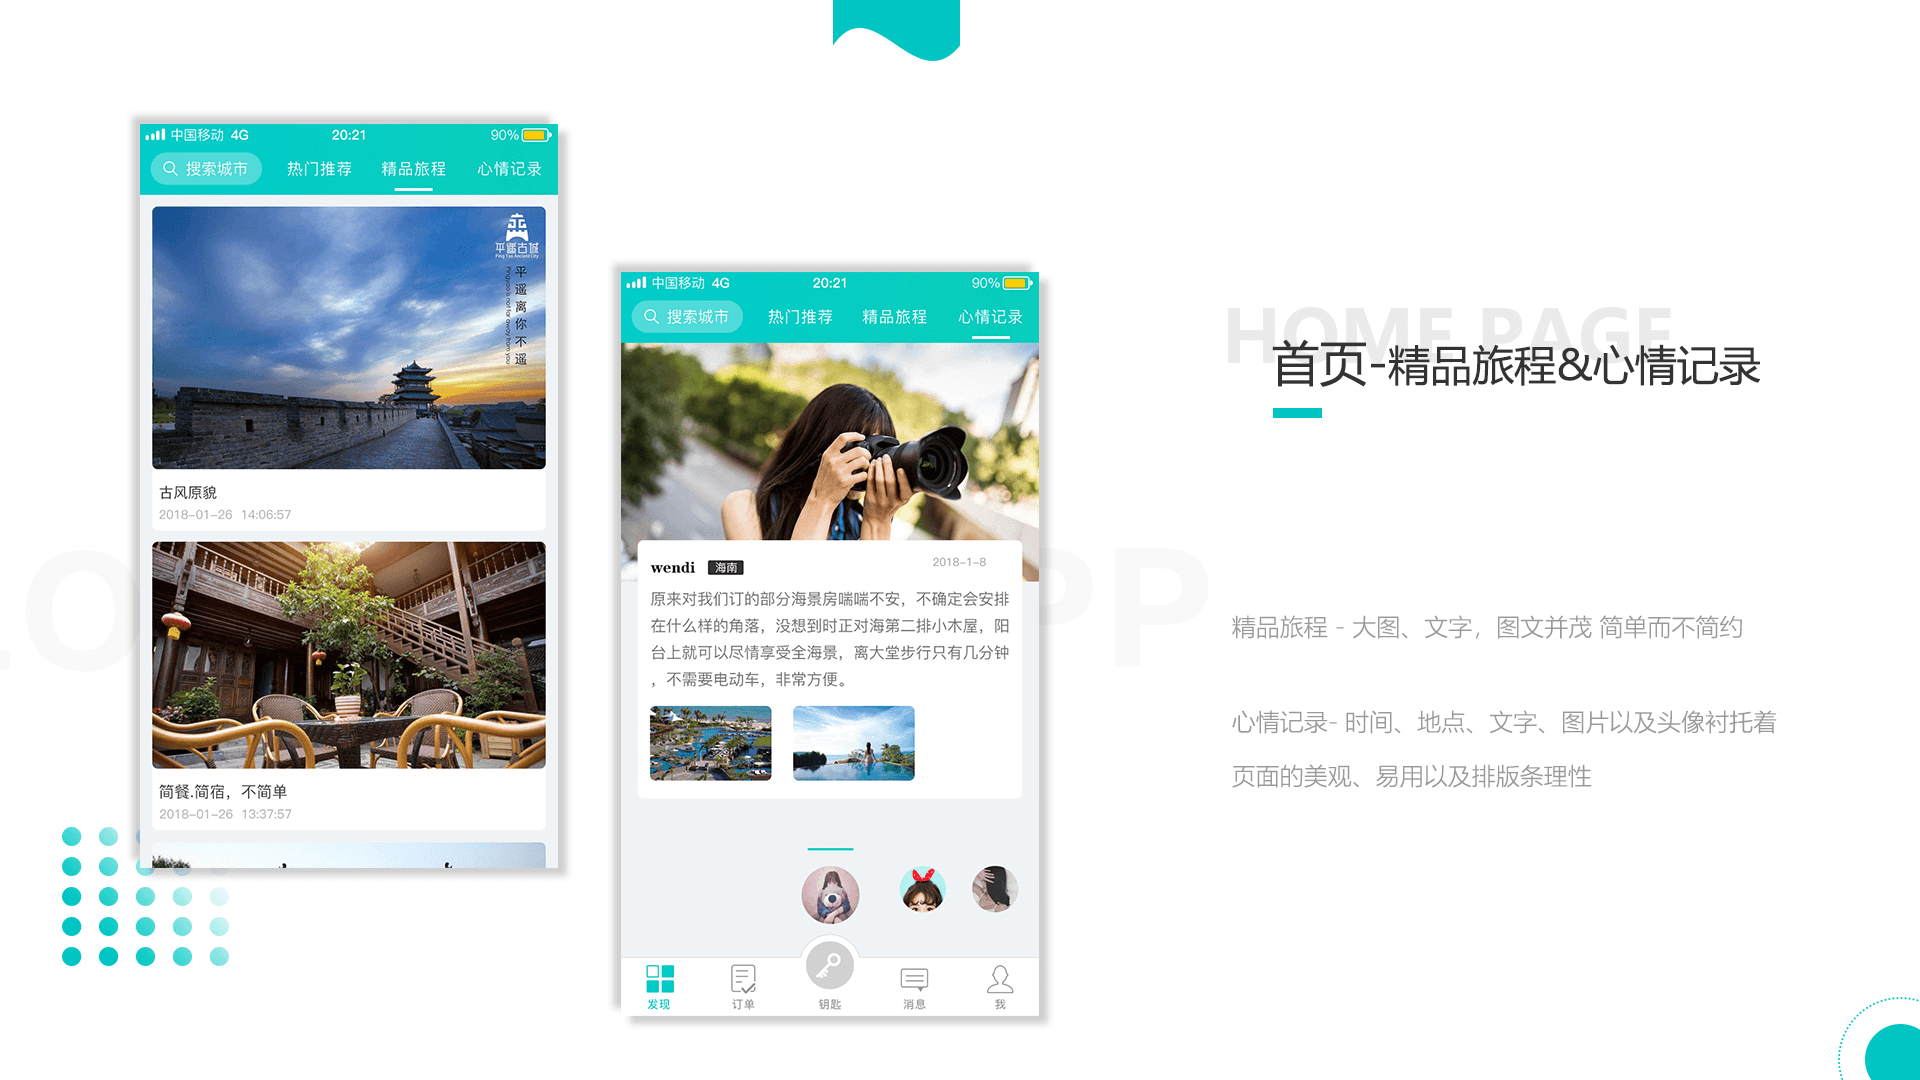 中国移动 4G
20:21
90%
搜索城市
热门推荐
精品旅程
心情记录
平遥古城
Ping Yao Ancient City
平遥离你不遥
Pingyao is not far away from you
古风原貌
2018-01-26 14:06:57
简餐.简宿，不简单
2018-01-26 13:37:57
中国移动 4G
20:21
90%
搜索城市
热门推荐
精品旅程
心情记录
wendi
海南
2018-1-8
原来对我们订的部分海景房喘喘不安，不确定会安排
在什么样的角落，没想到时正对海第二排小木屋，阳
台上就可以尽情享受全海景，离大堂步行只有几分钟
，不需要电动车，非常方便。
发现
订单
钥匙
消息
我
HOME PAGE
首页-精品旅程&心情记录
精品旅程 - 大图、文字，图文并茂 简单而不简约
心情记录- 时间、地点、文字、图片以及头像衬托着
页面的美观、易用以及排版条理性